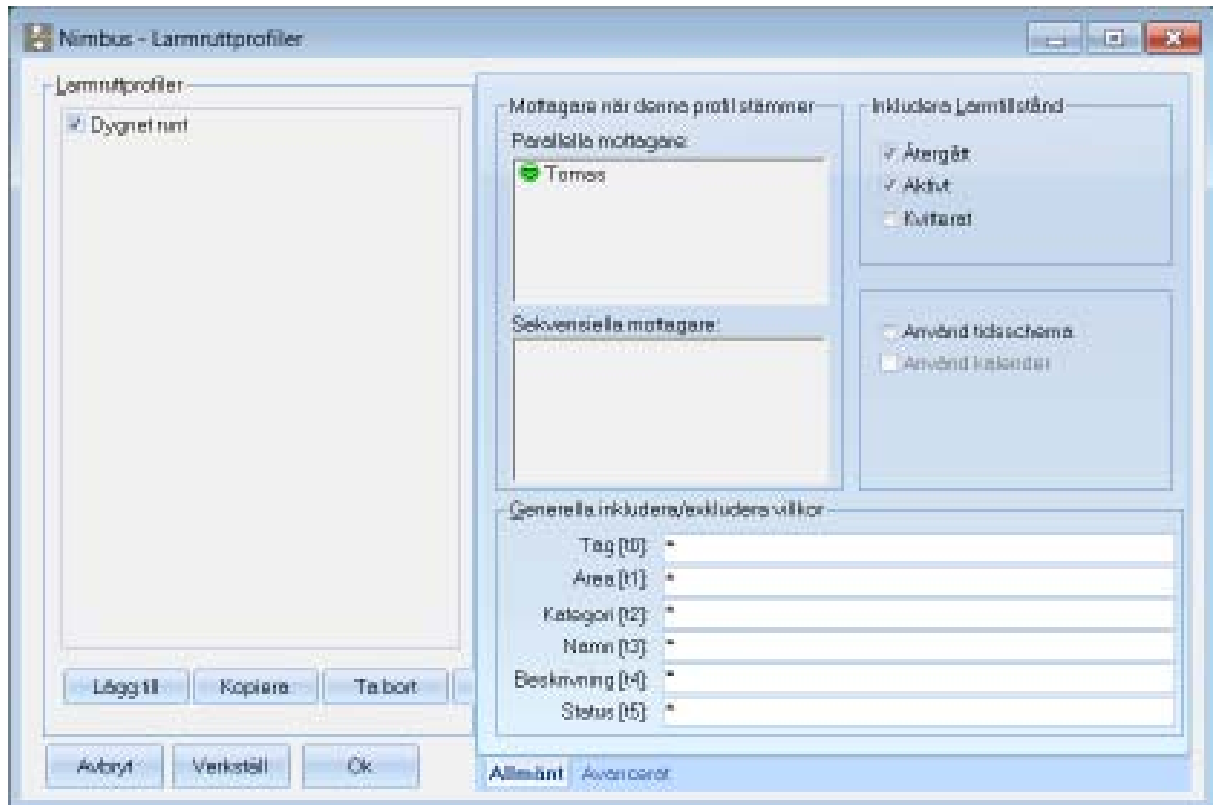 Nimbus - Larmruttprofiler
Larmruttprofiler
Dygnet runt
Lägg till
Kopiera
Ta bort
Avbryt
Verkställ
Ok
Mottagare när denna profil stämmer
Parallella mottagare:
Tomas
Sekvensiella mottagare:
Inkludera Larmtillstånd
Återgått
Aktivt
Kvitterat
Använd tidsschema
Använd kalender
Generella inkludera/exkludera villkor
Tag [t0]: *
Area [t1]: *
Kategori [t2]: *
Namn [t3]: *
Beskrivning [t4]: *
Status [t5]: *
Allmänt Avancerat